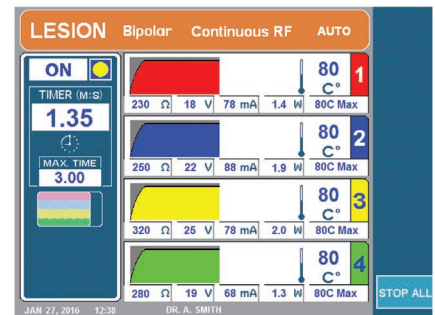 LESION Bipolar Continuous RF AUTO
ON
TIMER (M:S)
1.35
MAX. TIME
3.00
80 C° 1
230 Ω 18 V 78 mA 1.4 W 80C Max
80 C° 2
250 Ω 22 V 88 mA 1.9 W 80C Max
80 C° 3
320 Ω 25 V 78 mA 2.0 W 80C Max
80 C° 4
280 Ω 19 V 68 mA 1.3 W 80C Max
STOP ALL
JAN 27, 2016 12:38 DR. A. SMITH